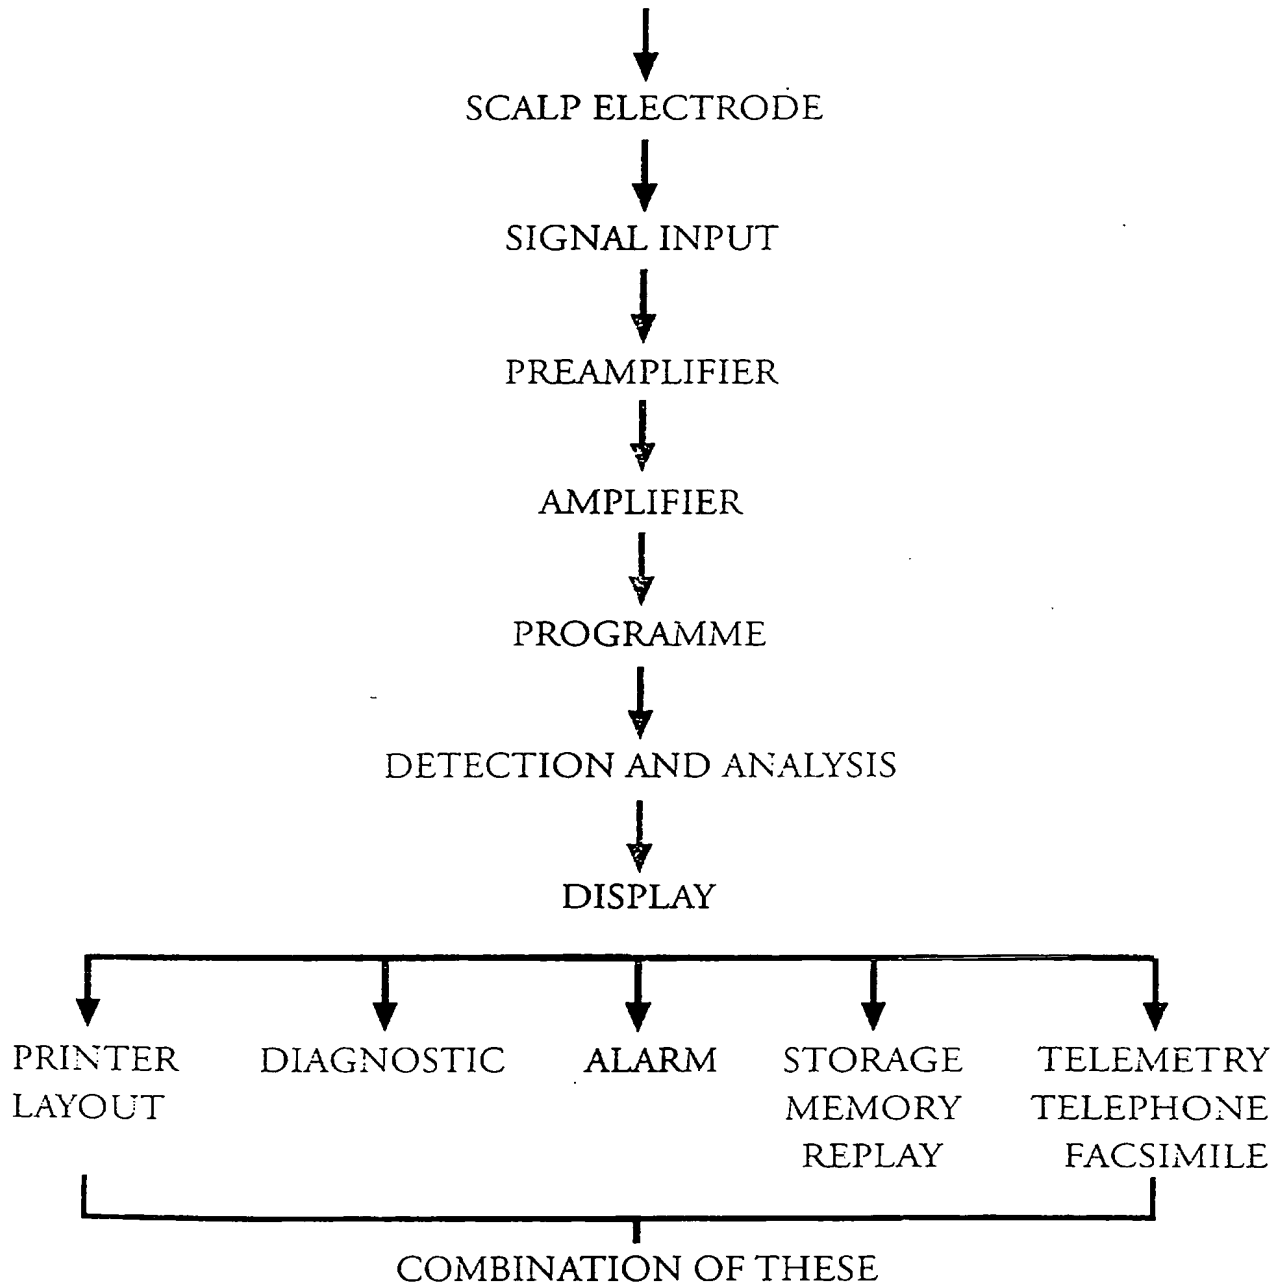 SCALP ELECTRODE
SIGNAL INPUT
PREAMPLIFIER
AMPLIFIER
PROGRAMME
DETECTION AND ANALYSIS
DISPLAY
PRINTER
LAYOUT
DIAGNOSTIC
ALARM
STORAGE
MEMORY
REPLAY
TELEMETRY
TELEPHONE
FACSIMILE
COMBINATION OF THESE